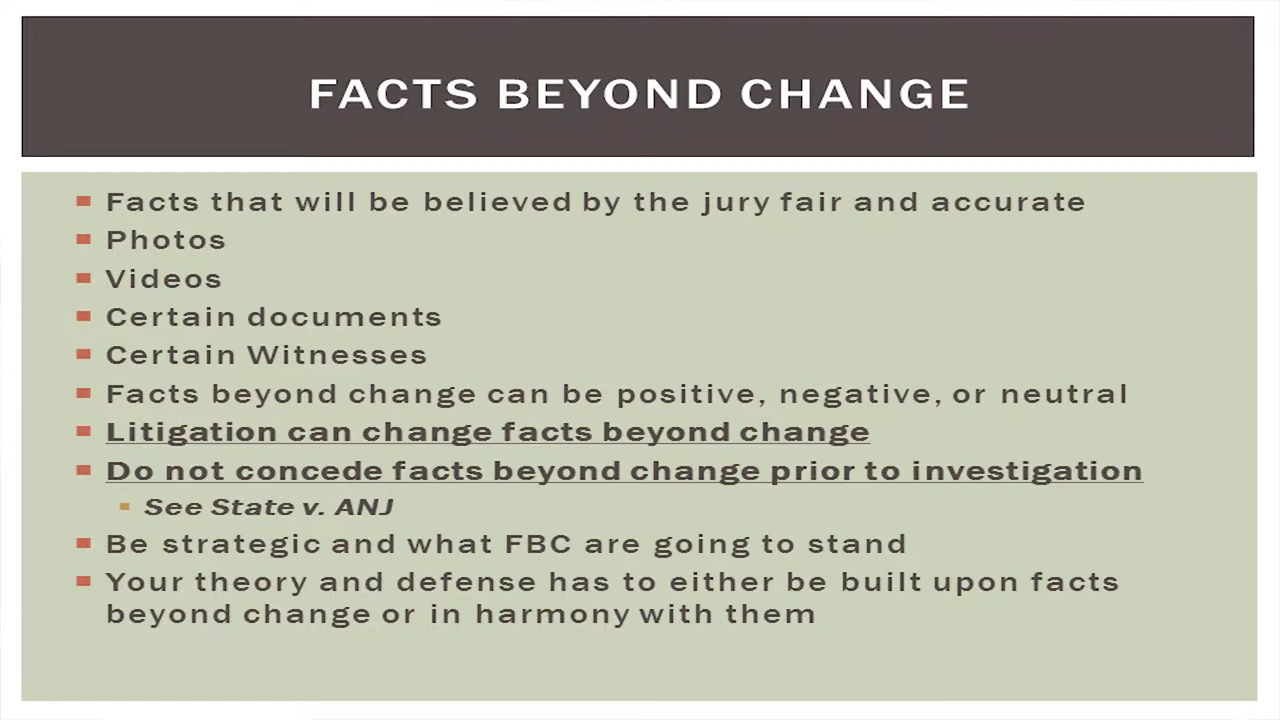 FACTS BEYOND CHANGE
Facts that will be believed by the jury fair and accurate
Photos
Videos
Certain documents
Certain Witnesses
Facts beyond change can be positive, negative, or neutral
Litigation can change facts beyond change
Do not concede facts beyond change prior to investigation
See State v. ANJ
Be strategic and what FBC are going to stand
Your theory and defense has to either be built upon facts
beyond change or in harmony with them